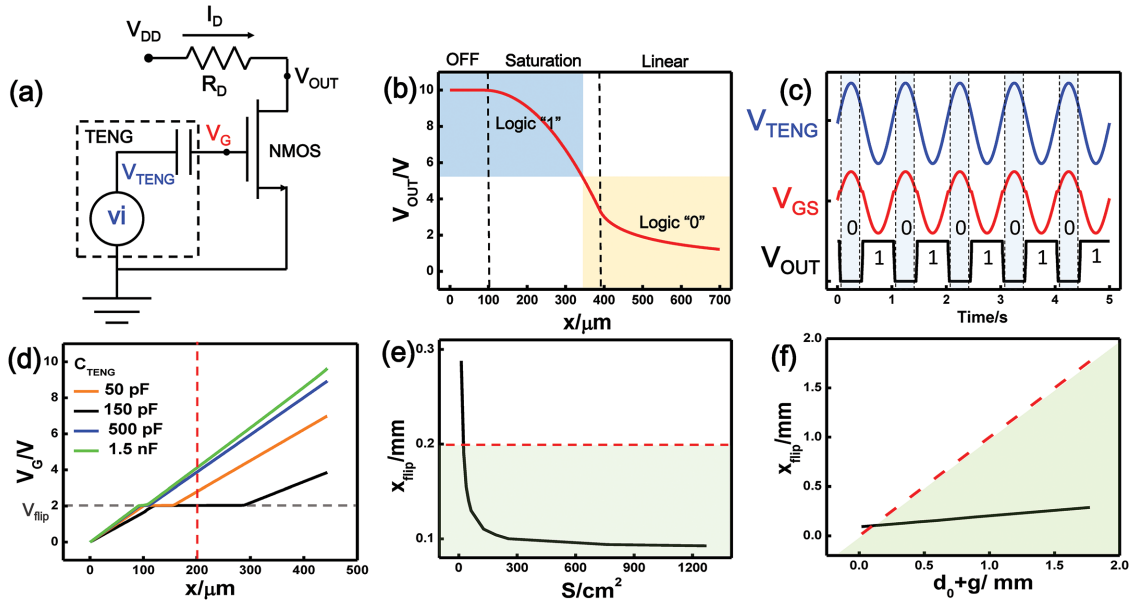 (a)
V_DD
I_D
R_D
V_OUT
TENG
V_G
NMOS
V_TENG
vi
(b)
OFF Saturation Linear
V_OUT/V
10
8
6
4
2
0
Logic “1”
Logic “0”
0 100 200 300 400 500 600 700
x/μm
(c)
V_TENG
V_GS
0 0 0 0 0
V_OUT
1 1 1 1 1
0 1 2 3 4 5
Time/s
(d)
V_G/V
10
8
6
4
2
0
V_flip
C_TENG
50 pF
150 pF
500 pF
1.5 nF
0 100 200 300 400 500
x/μm
(e)
x_flip/mm
0.3
0.2
0.1
0 300 600 900 1200
S/cm²
(f)
x_flip/mm
2.0
1.5
1.0
0.5
0.0
0.0 0.5 1.0 1.5 2.0
d₀+g/ mm